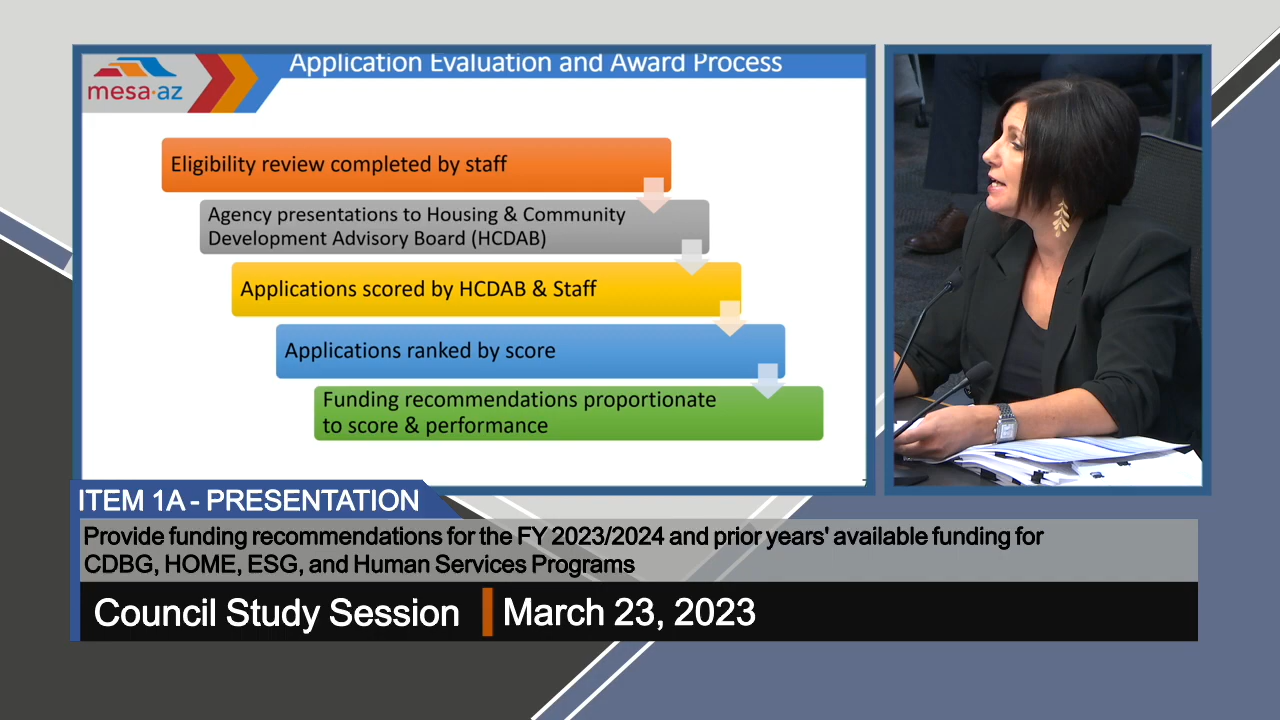 Application Evaluation and Award Process
mesa·az
Eligibility review completed by staff
Agency presentations to Housing & Community
Development Advisory Board (HCDAB)
Applications scored by HCDAB & Staff
Applications ranked by score
Funding recommendations proportionate
to score & performance
ITEM 1A - PRESENTATION
Provide funding recommendations for the FY 2023/2024 and prior years' available funding for
CDBG, HOME, ESG, and Human Services Programs
Council Study Session
March 23, 2023